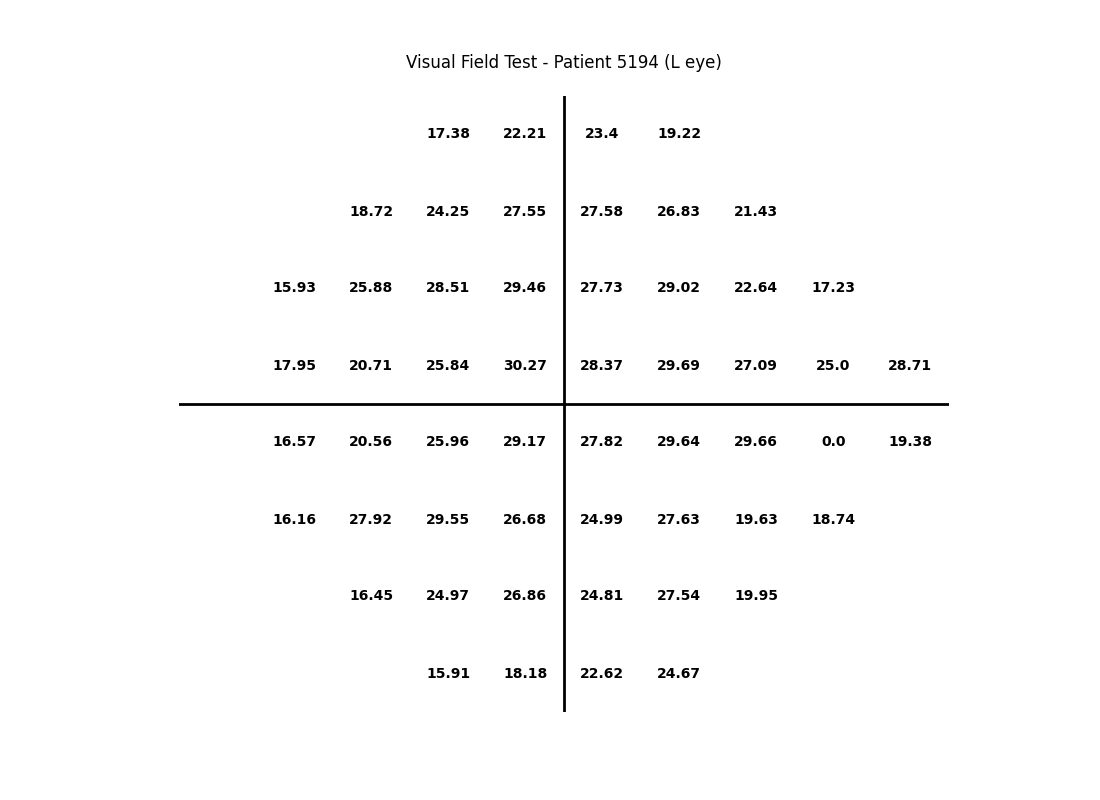 Visual Field Test - Patient 5194 (L eye)
17.38 22.21 23.4 19.22
18.72 24.25 27.55 27.58 26.83 21.43
15.93 25.88 28.51 29.46 27.73 29.02 22.64 17.23
17.95 20.71 25.84 30.27 28.37 29.69 27.09 25.0 28.71
16.57 20.56 25.96 29.17 27.82 29.64 29.66 0.0 19.38
16.16 27.92 29.55 26.68 24.99 27.63 19.63 18.74
16.45 24.97 26.86 24.81 27.54 19.95
15.91 18.18 22.62 24.67